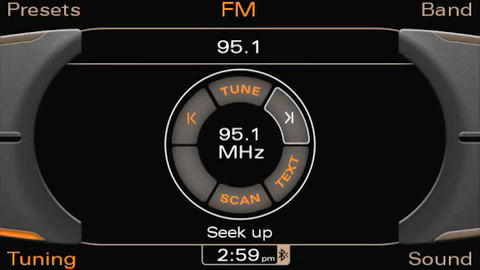 Presets FM Band
95.1
TUNE
95.1
MHz
TEXT
SCAN
Seek up
2:59 pm
Tuning Sound